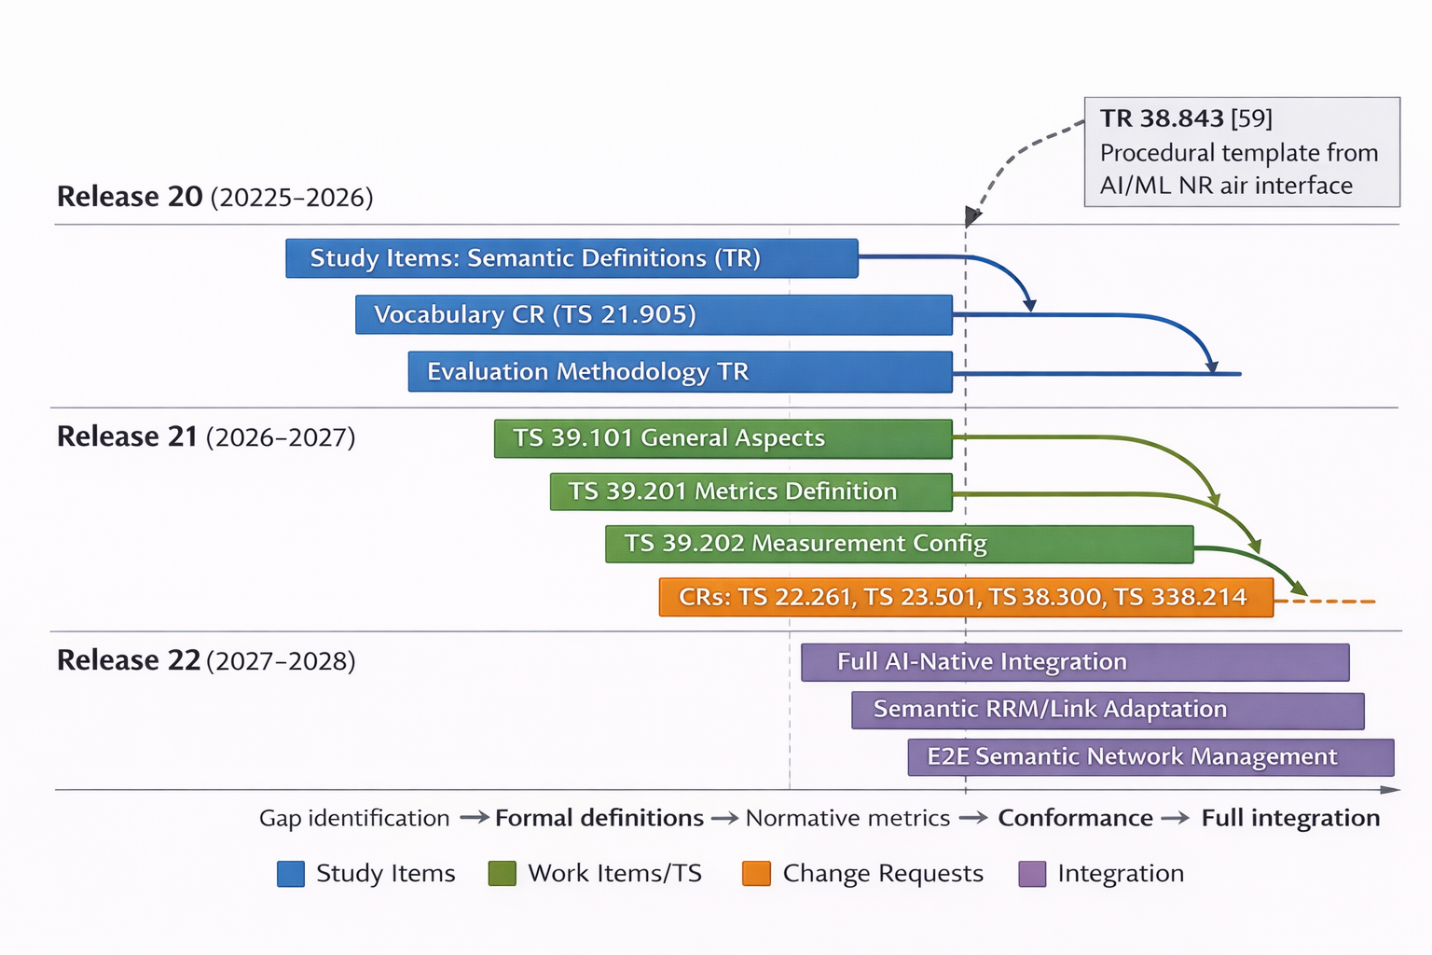 TR 38.843 [59]
Procedural template from
AI/ML NR air interface
Release 20 (20225–2026)
Study Items: Semantic Definitions (TR)
Vocabulary CR (TS 21.905)
Evaluation Methodology TR
Release 21 (2026–2027)
TS 39.101 General Aspects
TS 39.201 Metrics Definition
TS 39.202 Measurement Config
CRs: TS 22.261, TS 23.501, TS 38.300, TS 338.214
Release 22 (2027–2028)
Full AI-Native Integration
Semantic RRM/Link Adaptation
E2E Semantic Network Management
Gap identification → Formal definitions → Normative metrics → Conformance → Full integration
Study Items Work Items/TS Change Requests Integration